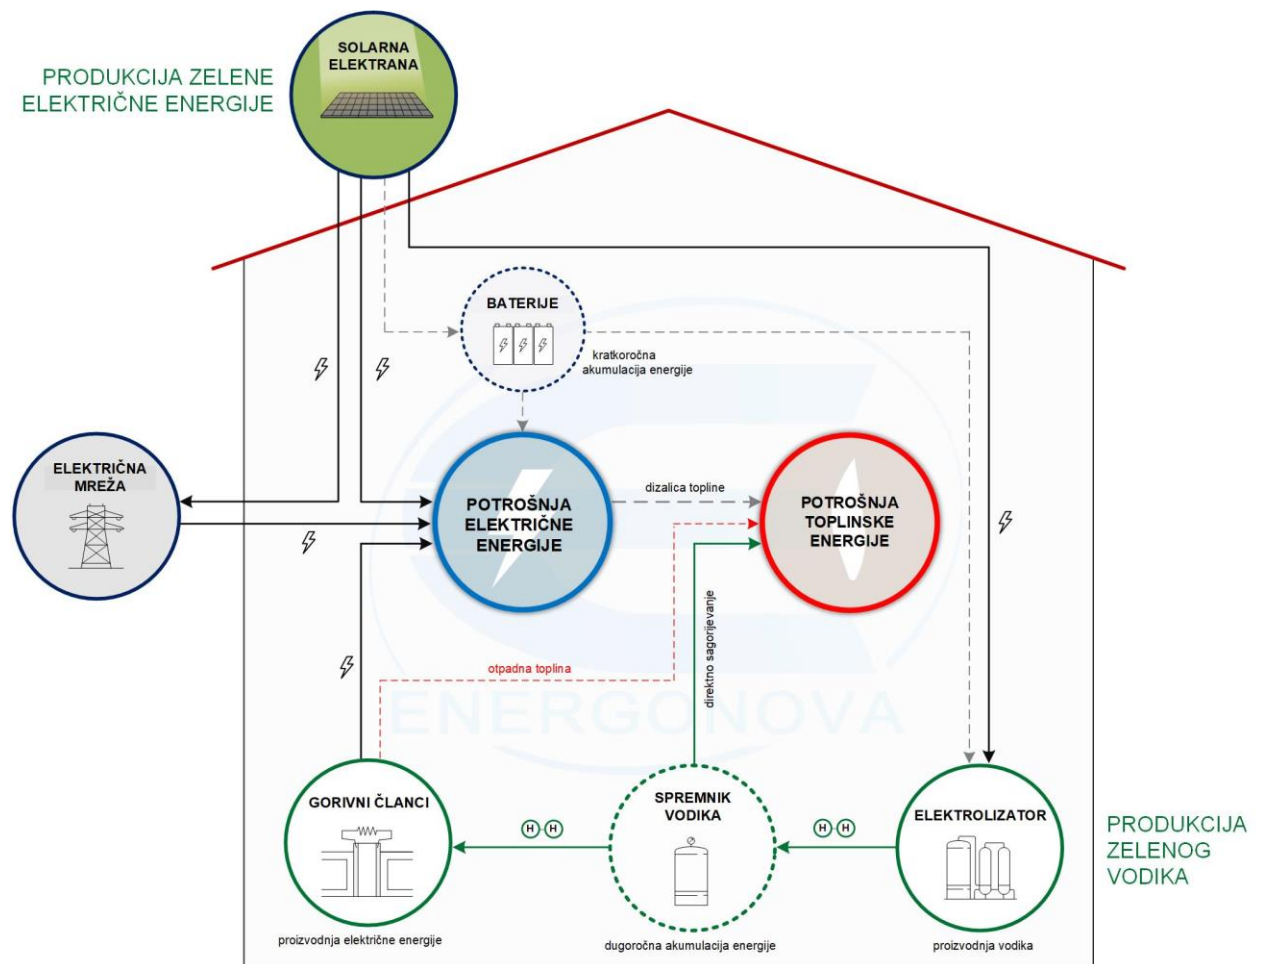 SOLARNA
ELEKTRANA
PRODUKCIJA ZELENE
ELEKTRIČNE ENERGIJE
BATERIJE
kratkoročna
akumulacija energije
ELEKTRIČNA
MREŽA
POTROŠNJA
ELEKTRIČNE
ENERGIJE
dizalica topline
POTROŠNJA
TOPLINSKE
ENERGIJE
direktno sagorijevanje
otpadna toplina
ENERGONOVA
GORIVNI ČLANCI
proizvodnja električne energije
H H
SPREMNIK
VODIKA
dugoročna akumulacija energije
H H
ELEKTROLIZATOR
proizvodnja vodika
PRODUKCIJA
ZELENOG
VODIKA